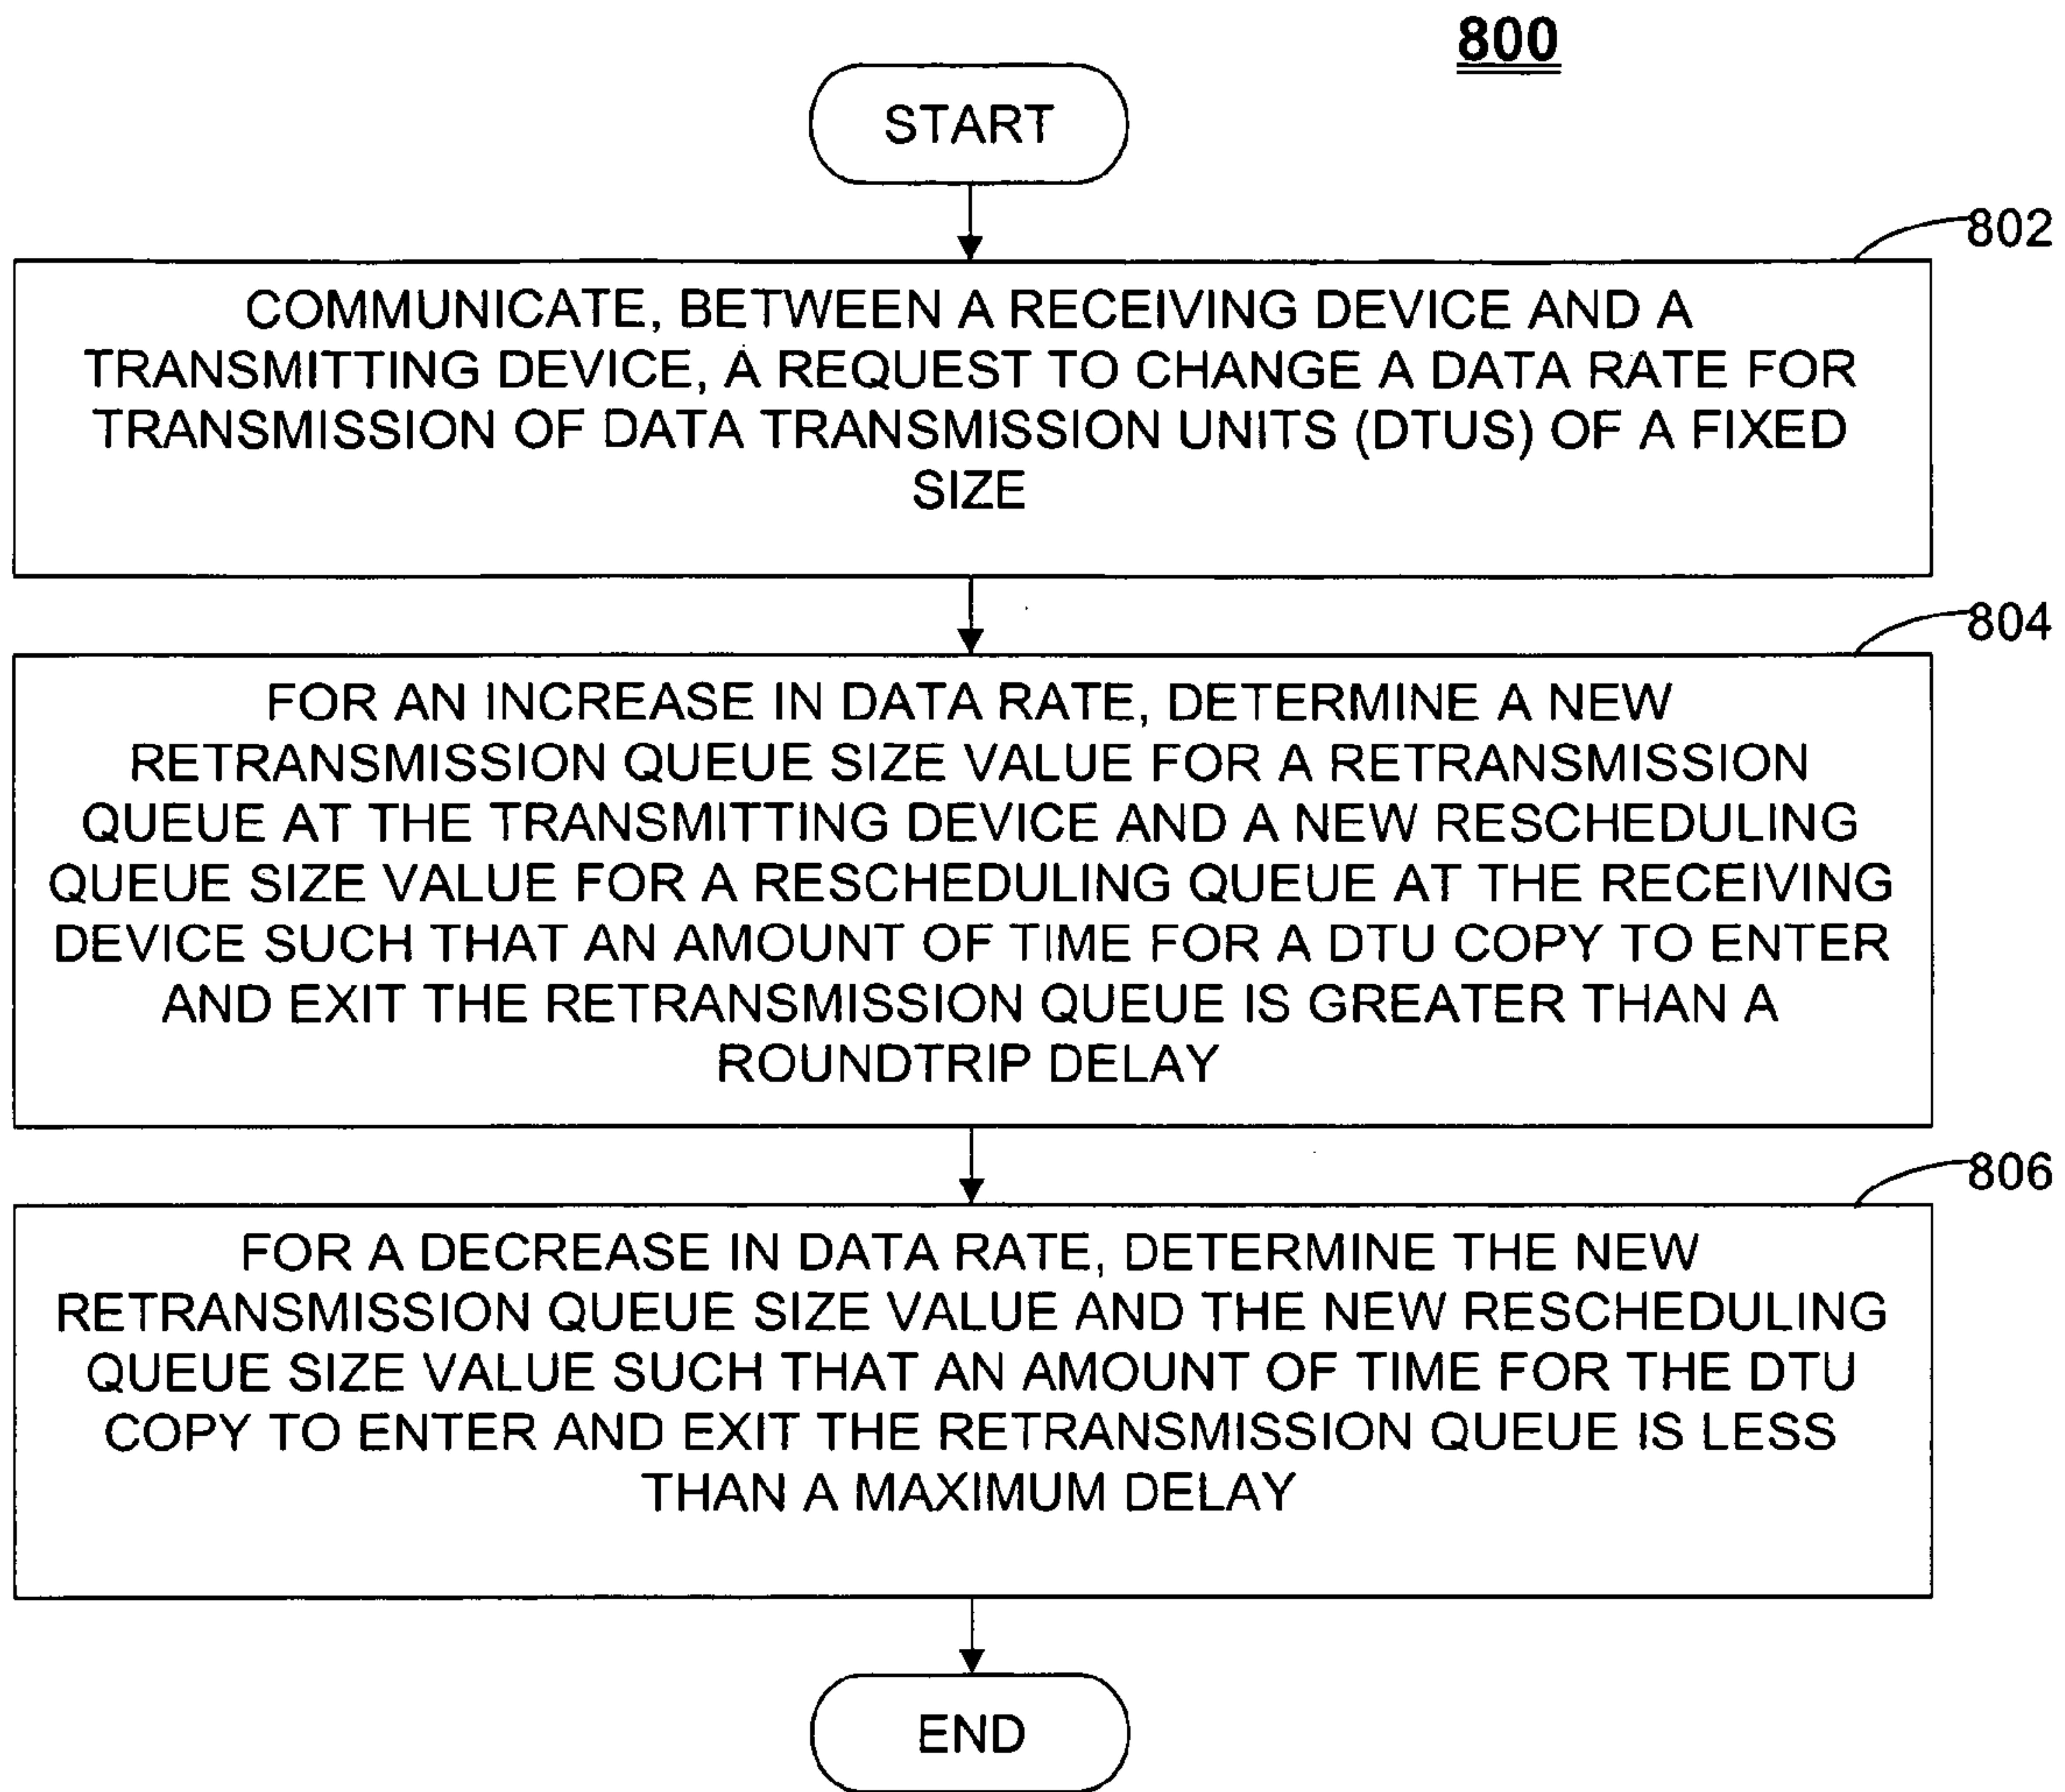 800
START
802
COMMUNICATE, BETWEEN A RECEIVING DEVICE AND A
TRANSMITTING DEVICE, A REQUEST TO CHANGE A DATA RATE FOR
TRANSMISSION OF DATA TRANSMISSION UNITS (DTUS) OF A FIXED
SIZE
804
FOR AN INCREASE IN DATA RATE, DETERMINE A NEW
RETRANSMISSION QUEUE SIZE VALUE FOR A RETRANSMISSION
QUEUE AT THE TRANSMITTING DEVICE AND A NEW RESCHEDULING
QUEUE SIZE VALUE FOR A RESCHEDULING QUEUE AT THE RECEIVING
DEVICE SUCH THAT AN AMOUNT OF TIME FOR A DTU COPY TO ENTER
AND EXIT THE RETRANSMISSION QUEUE IS GREATER THAN A
ROUNDTRIP DELAY
806
FOR A DECREASE IN DATA RATE, DETERMINE THE NEW
RETRANSMISSION QUEUE SIZE VALUE AND THE NEW RESCHEDULING
QUEUE SIZE VALUE SUCH THAT AN AMOUNT OF TIME FOR THE DTU
COPY TO ENTER AND EXIT THE RETRANSMISSION QUEUE IS LESS
THAN A MAXIMUM DELAY
END